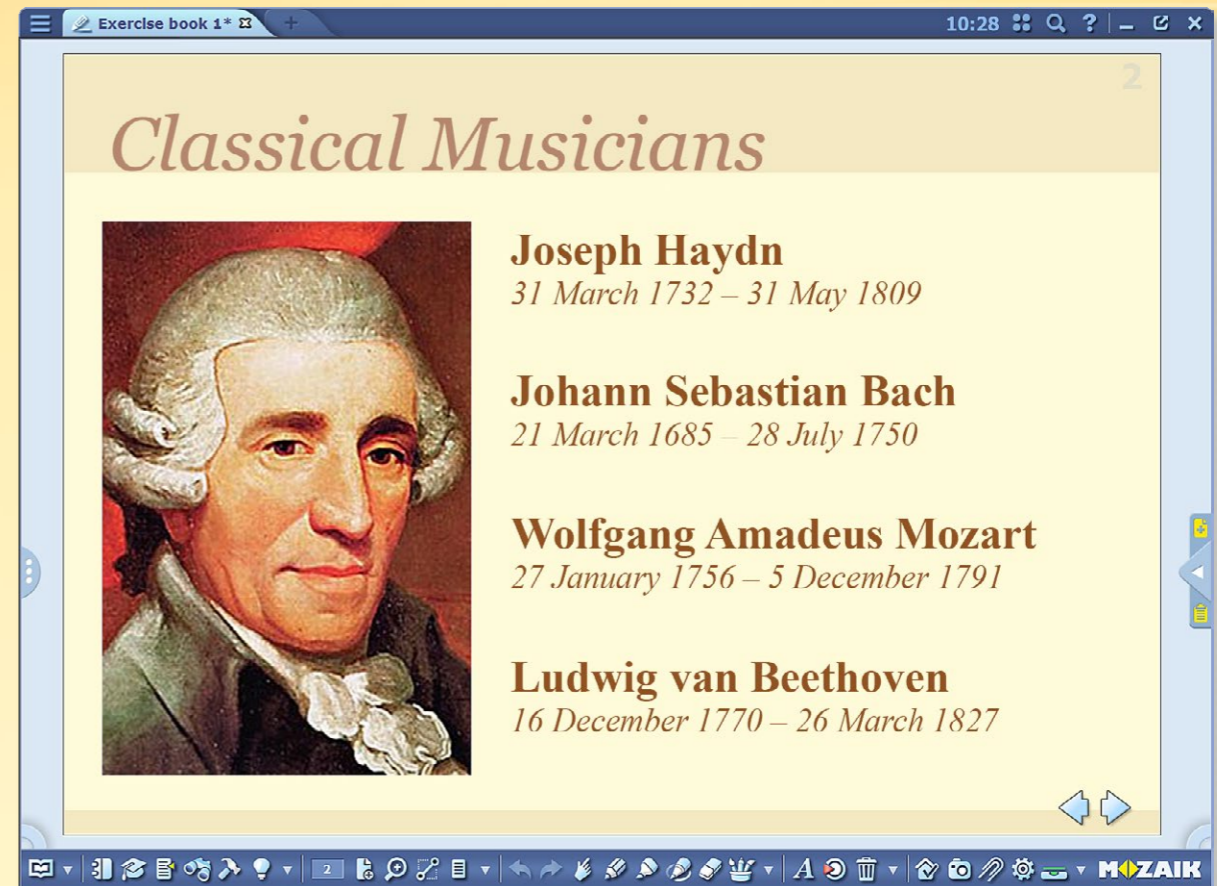 Exercise book 1*
10:28
2
Classical Musicians
Joseph Haydn
31 March 1732 – 31 May 1809
Johann Sebastian Bach
21 March 1685 – 28 July 1750
Wolfgang Amadeus Mozart
27 January 1756 – 5 December 1791
Ludwig van Beethoven
16 December 1770 – 26 March 1827
2
MOZAIK